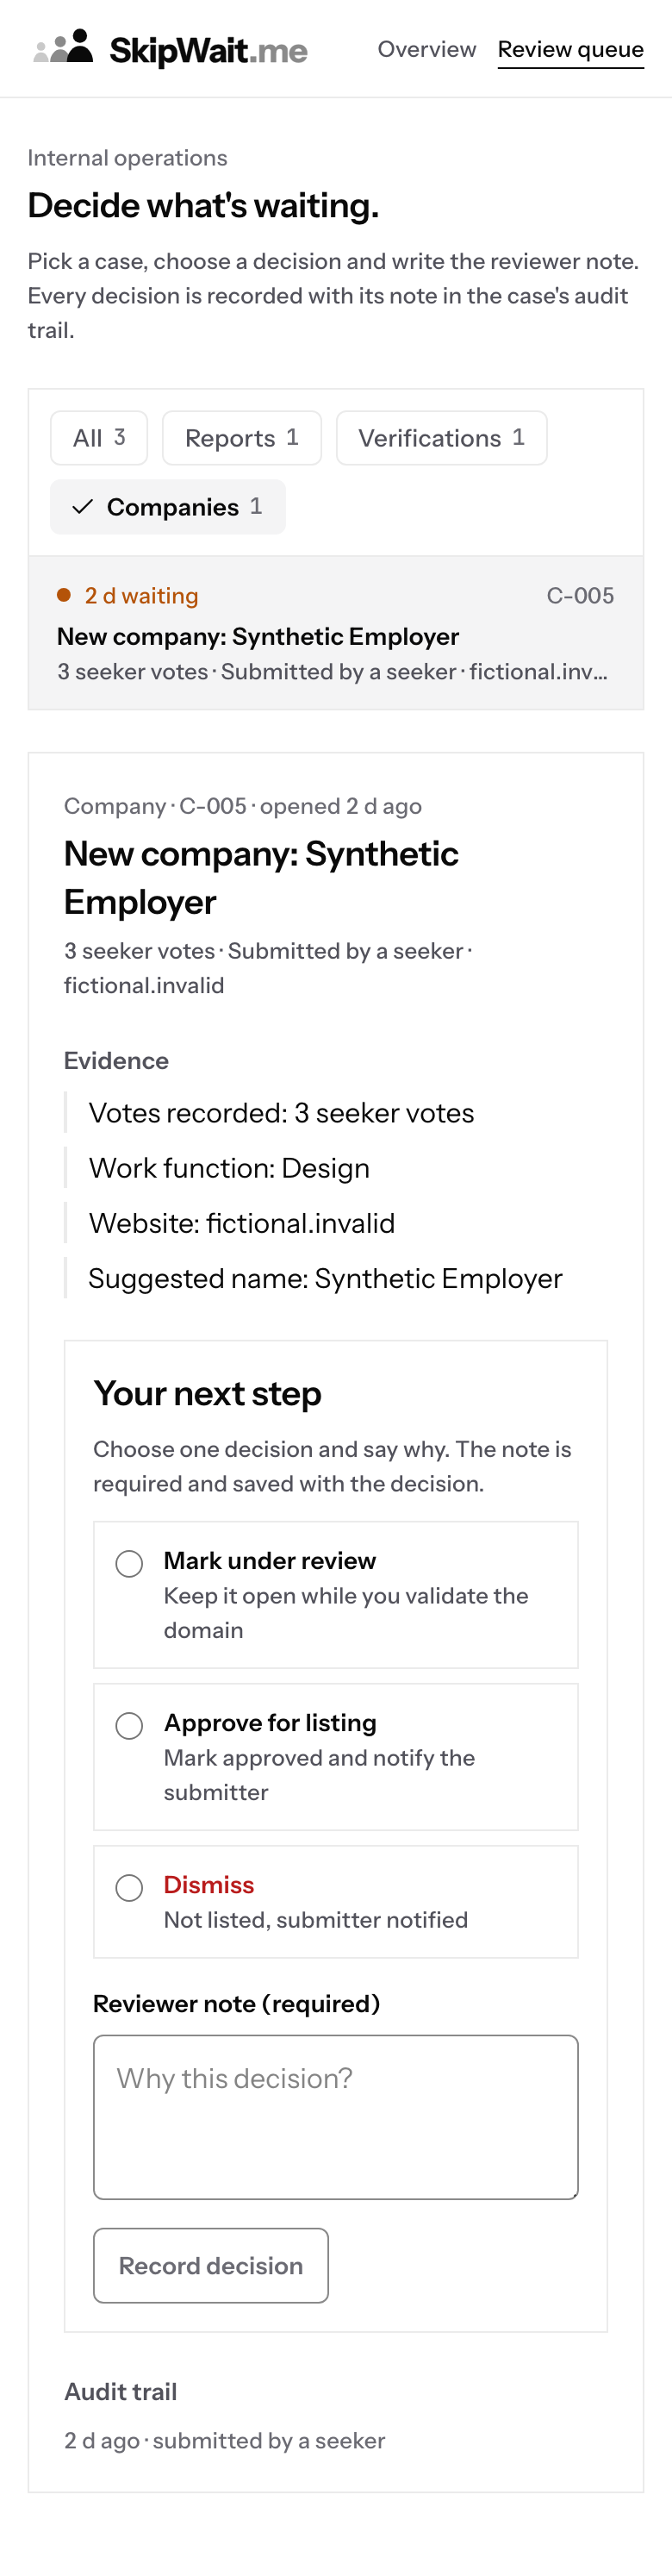 SkipWait.me
Overview
Review queue
Internal operations
Decide what's waiting.
Pick a case, choose a decision and write the reviewer note.
Every decision is recorded with its note in the case's audit
trail.
All 3
Reports 1
Verifications 1
Companies 1
2 d waiting
C-005
New company: Synthetic Employer
3 seeker votes · Submitted by a seeker · fictional.inv...
Company · C-005 · opened 2 d ago
New company: Synthetic
Employer
3 seeker votes · Submitted by a seeker ·
fictional.invalid
Evidence
Votes recorded: 3 seeker votes
Work function: Design
Website: fictional.invalid
Suggested name: Synthetic Employer
Your next step
Choose one decision and say why. The note is
required and saved with the decision.
Mark under review
Keep it open while you validate the
domain
Approve for listing
Mark approved and notify the
submitter
Dismiss
Not listed, submitter notified
Reviewer note (required)
Why this decision?
Record decision
Audit trail
2 d ago · submitted by a seeker